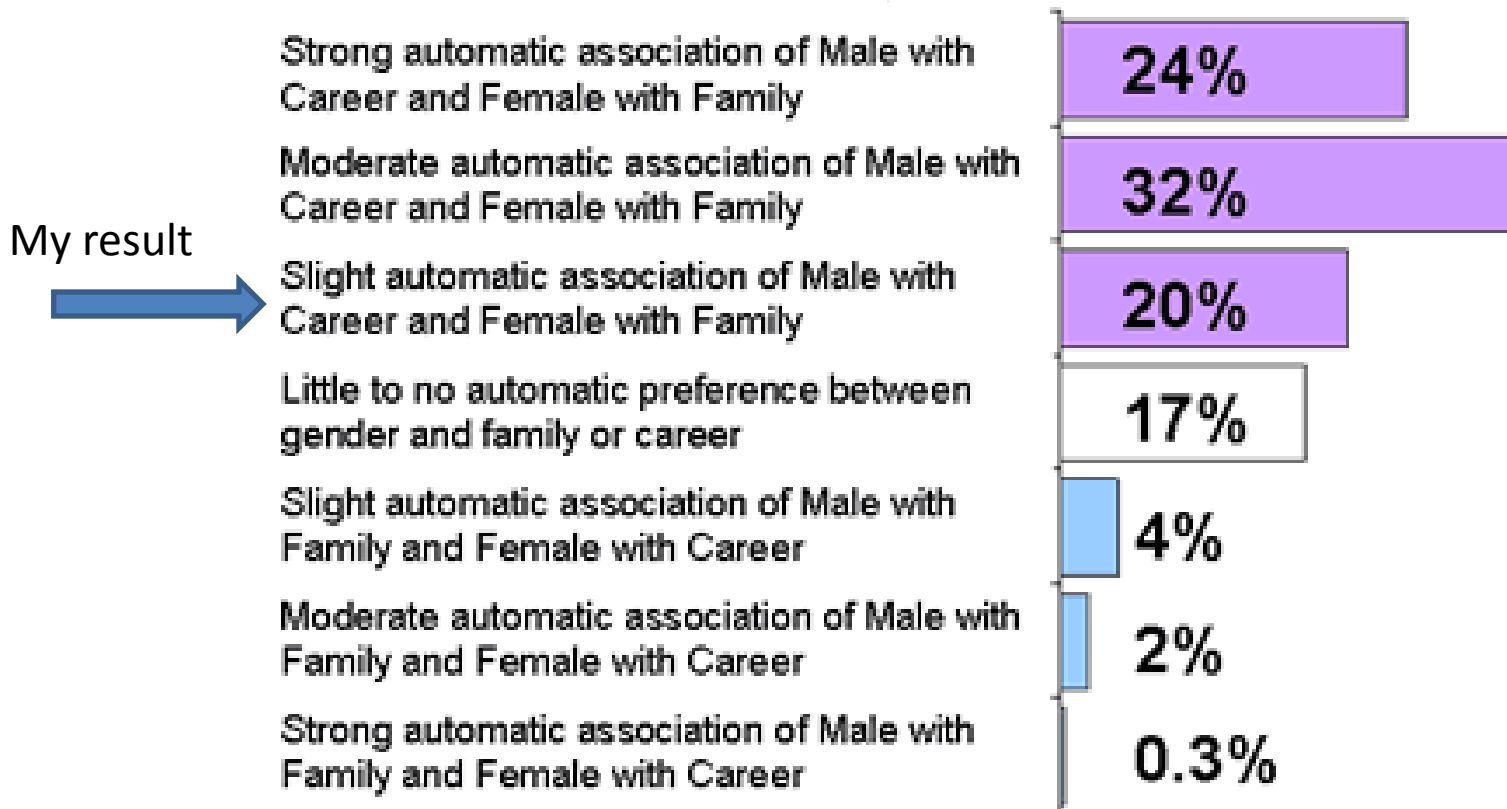 Strong automatic association of Male with
Career and Female with Family
24%
Moderate automatic association of Male with
Career and Female with Family
32%
My result
Slight automatic association of Male with
Career and Female with Family
20%
Little to no automatic preference between
gender and family or career
17%
Slight automatic association of Male with
Family and Female with Career
4%
Moderate automatic association of Male with
Family and Female with Career
2%
Strong automatic association of Male with
Family and Female with Career
0.3%